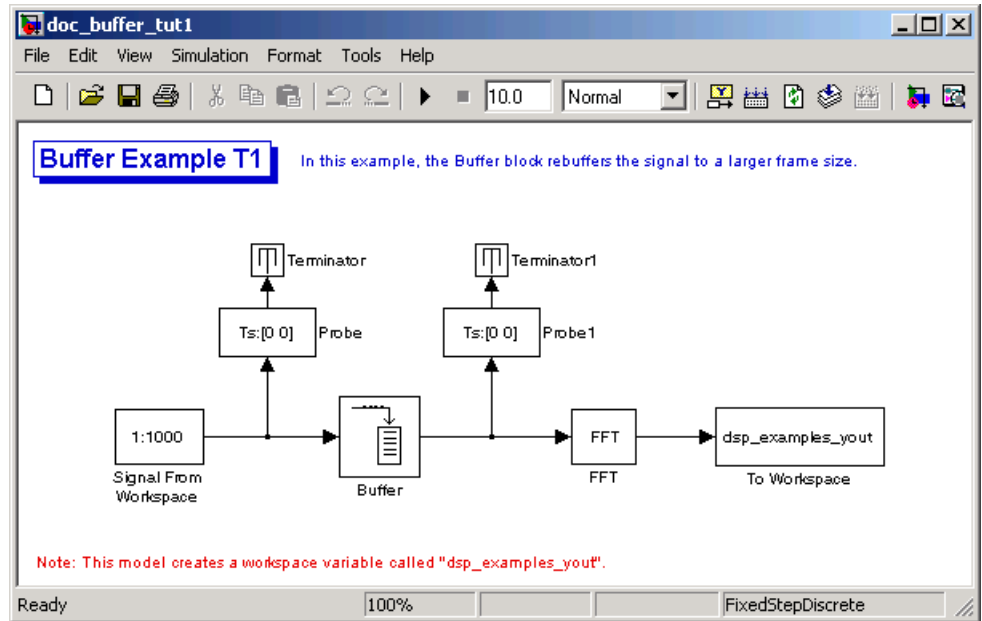 doc_buffer_tut1
File Edit View Simulation Format Tools Help
10.0 Normal
Buffer Example T1
In this example, the Buffer block rebuffers the signal to a larger frame size.
Terminator
Terminator1
Ts:[0 0]
Probe
Ts:[0 0]
Probe1
1:1000
FFT
dsp_examples_yout
Signal From
Workspace
Buffer
FFT
To Workspace
Note: This model creates a workspace variable called "dsp_examples_yout".
Ready 100% FixedStepDiscrete